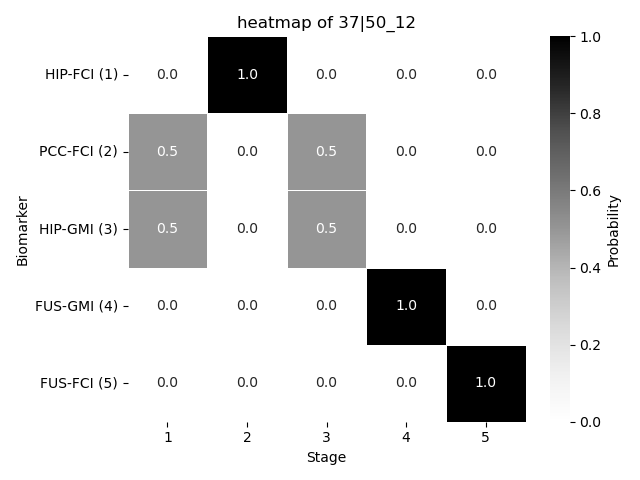 heatmap of 37|50_12
HIP-FCI (1) 0.0 1.0 0.0 0.0 0.0
PCC-FCI (2) 0.5 0.0 0.5 0.0 0.0
HIP-GMI (3) 0.5 0.0 0.5 0.0 0.0
FUS-GMI (4) 0.0 0.0 0.0 1.0 0.0
FUS-FCI (5) 0.0 0.0 0.0 0.0 1.0
1 2 3 4 5
Stage
Biomarker
1.0
0.8
0.6
0.4
0.2
0.0
Probability